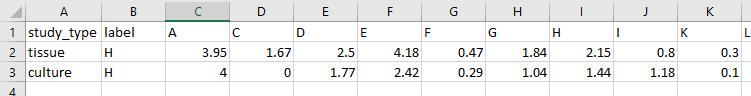 A B C D E F G H I J K
1 study_type label A C D E F G H I K L
2 tissue H 3.95 1.67 2.5 4.18 0.47 1.84 2.15 0.8 0.3
3 culture H 4 0 1.77 2.42 0.29 1.04 1.44 1.18 0.1
4